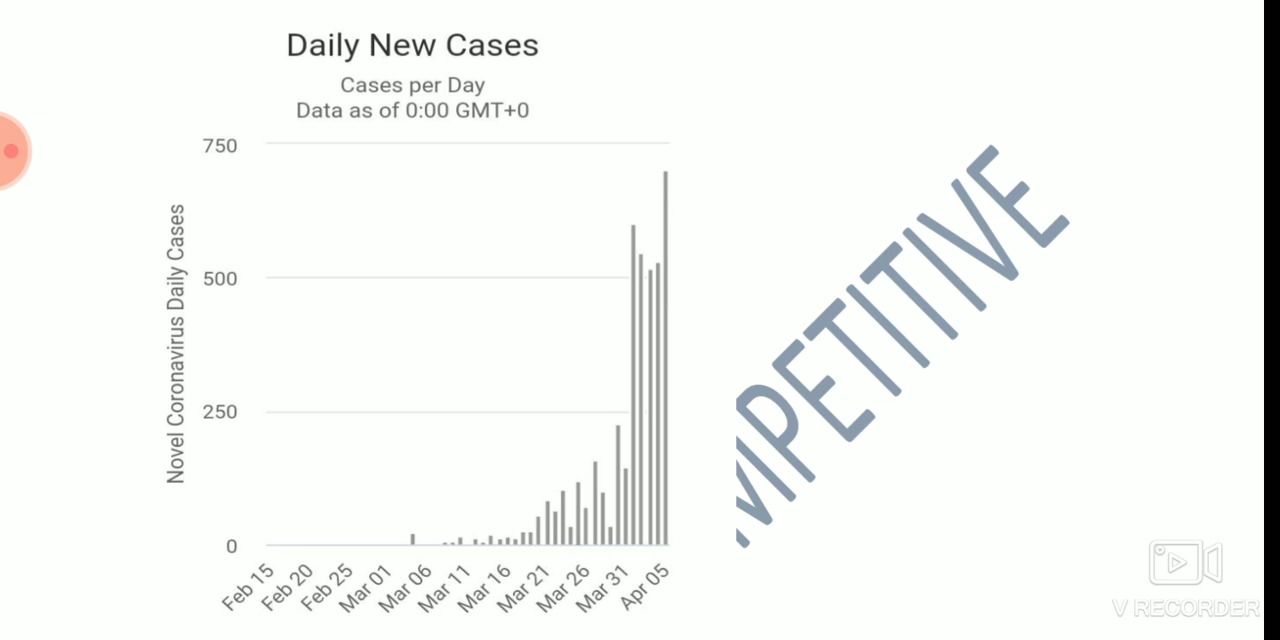 Daily New Cases
Cases per Day
Data as of 0:00 GMT+0
Novel Coronavirus Daily Cases
750
500
250
0
Feb 15
Feb 20
Feb 25
Mar 01
Mar 06
Mar 11
Mar 16
Mar 21
Mar 26
Mar 31
Apr 05
MPETITIVE
V RECORDER